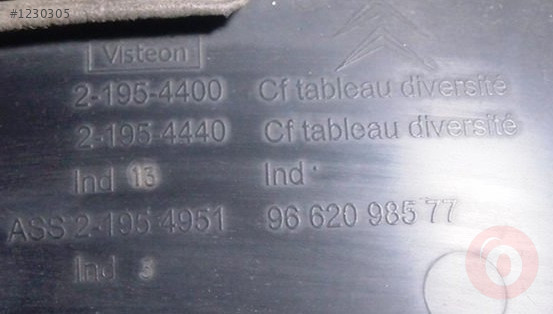 #1230305
Visteon
2-195-4400 Cf tableau diversité
2-195-4440 Cf tableau diversité
Ind 13 Ind
ASS 2-195 4951 96 620 985 77
Ind 3